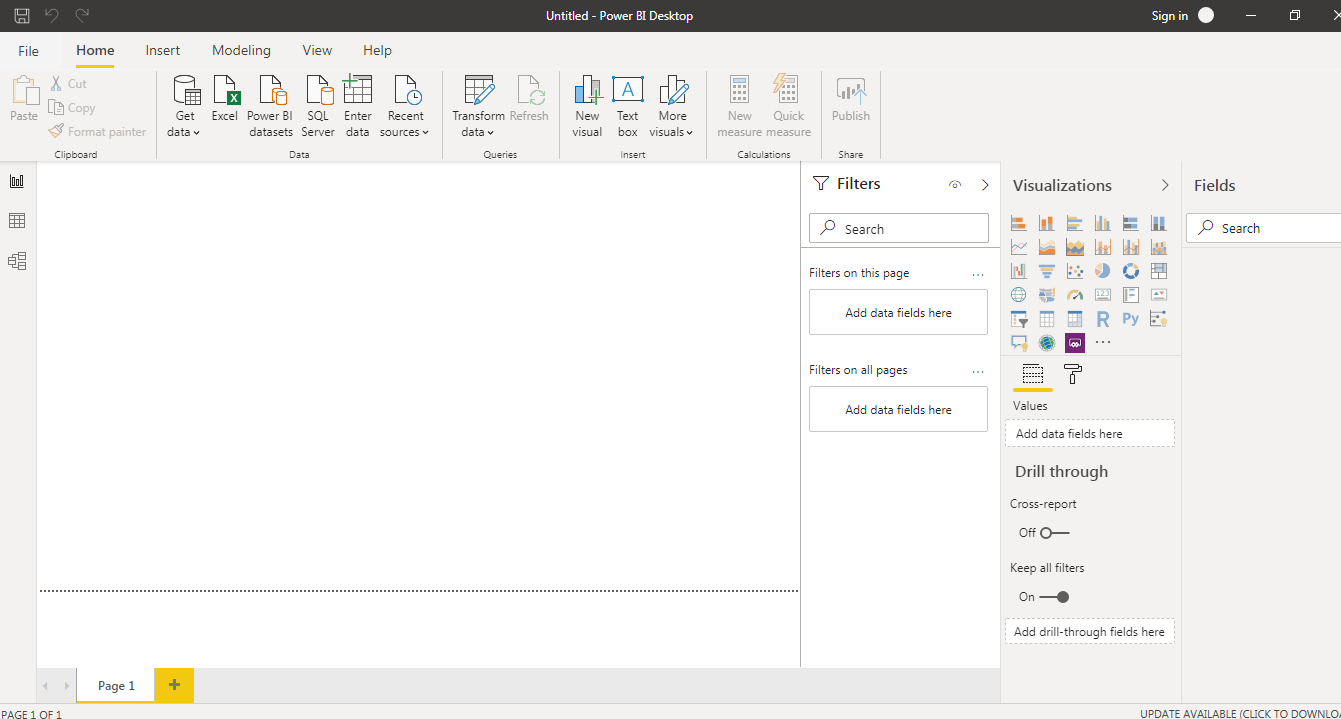 Untitled - Power BI Desktop
Sign in
File Home Insert Modeling View Help
Paste
Cut
Copy
Format painter
Clipboard
Get data
Excel
Power BI datasets
SQL Server
Enter data
Recent sources
Data
Transform data
Refresh
Queries
New visual
Text box
A
More visuals
Insert
New measure
Quick measure
Calculations
Publish
Share
Filters
Search
Filters on this page ...
Add data fields here
Filters on all pages ...
Add data fields here
Visualizations
123
R
Py
...
Values
Add data fields here
Drill through
Cross-report
Off
Keep all filters
On
Add drill-through fields here
Fields
Search
Page 1
+
PAGE 1 OF 1
UPDATE AVAILABLE (CLICK TO DOWNLOA